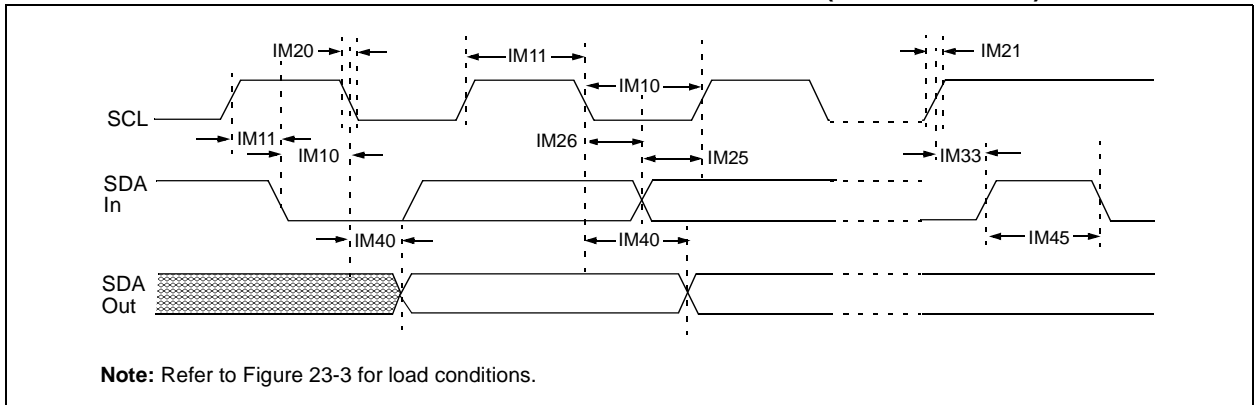 IM20
IM11
IM21
IM10
SCL
IM11
IM10
IM26
IM25
IM33
SDA
In
IM40
IM40
IM45
SDA
Out
Note: Refer to Figure 23-3 for load conditions.